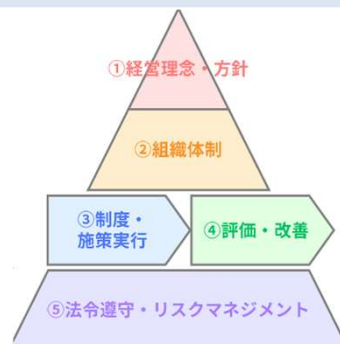 ①経営理念・方針
②組織体制
③制度・
施策実行
④評価・改善
⑤法令遵守・リスクマネジメント